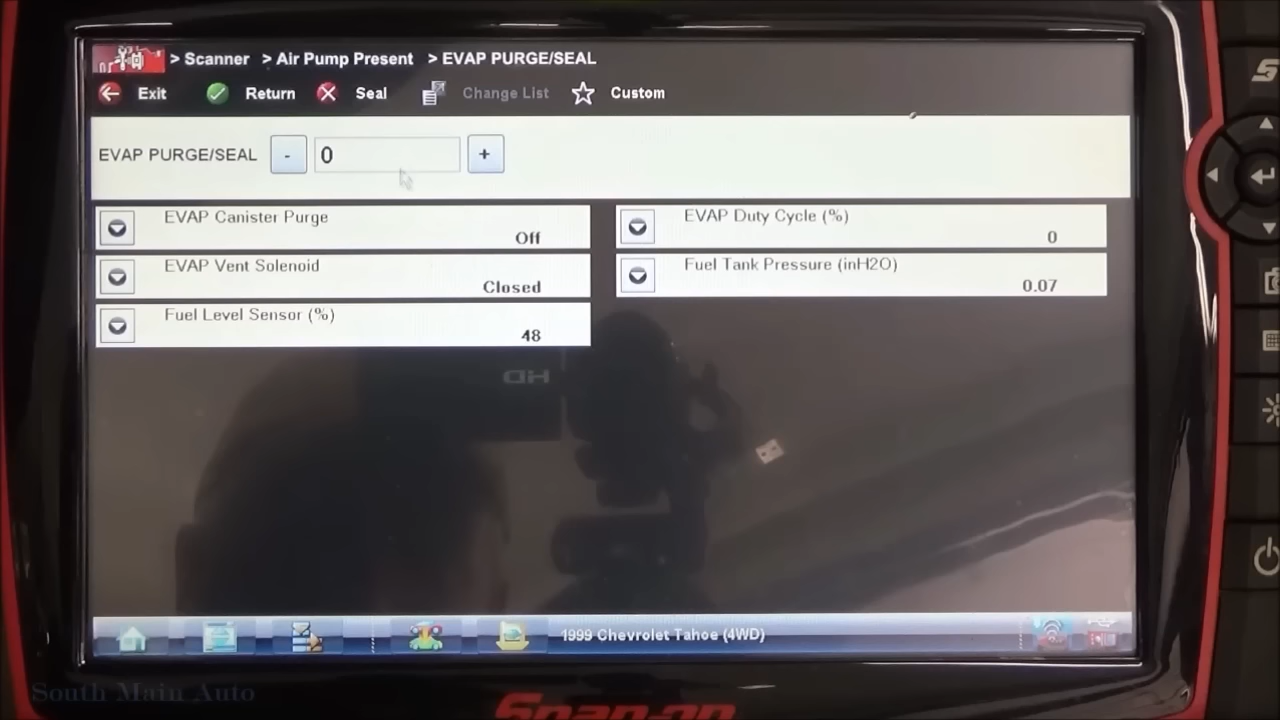 > Scanner > Air Pump Present > EVAP PURGE/SEAL
Exit Return Seal Change List Custom
EVAP PURGE/SEAL - 0 +
EVAP Canister Purge
Off
EVAP Duty Cycle (%)
0
EVAP Vent Solenoid
Closed
Fuel Tank Pressure (inH2O)
0.07
Fuel Level Sensor (%)
48
HD
1999 Chevrolet Tahoe (4WD)
South Main Auto
Snap-on